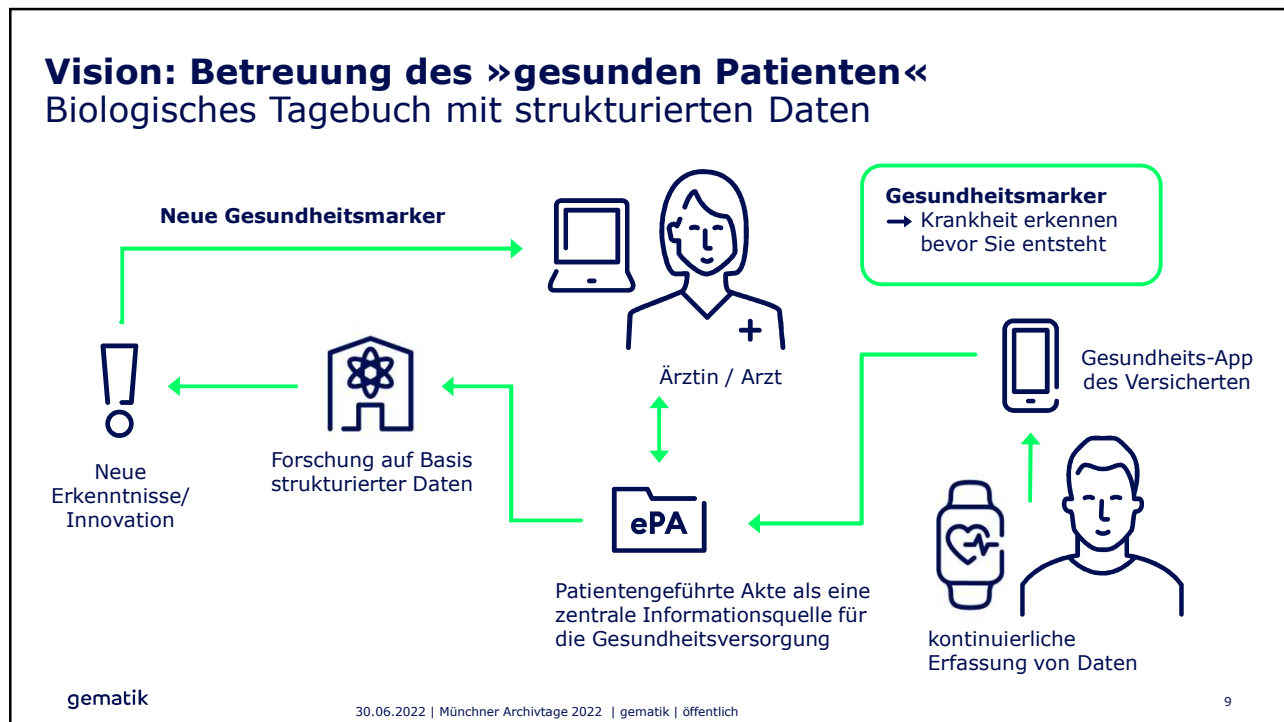 Vision: Betreuung des »gesunden Patienten«
Biologisches Tagebuch mit strukturierten Daten
Neue Gesundheitsmarker
Gesundheitsmarker
→ Krankheit erkennen
bevor Sie entsteht
Ärztin / Arzt
Gesundheits-App
des Versicherten
Neue
Erkenntnisse/
Innovation
Forschung auf Basis
strukturierter Daten
ePA
Patientengeführte Akte als eine
zentrale Informationsquelle für
die Gesundheitsversorgung
kontinuierliche
Erfassung von Daten
gematik
30.06.2022 | Münchner Archivtage 2022 | gematik | öffentlich
9